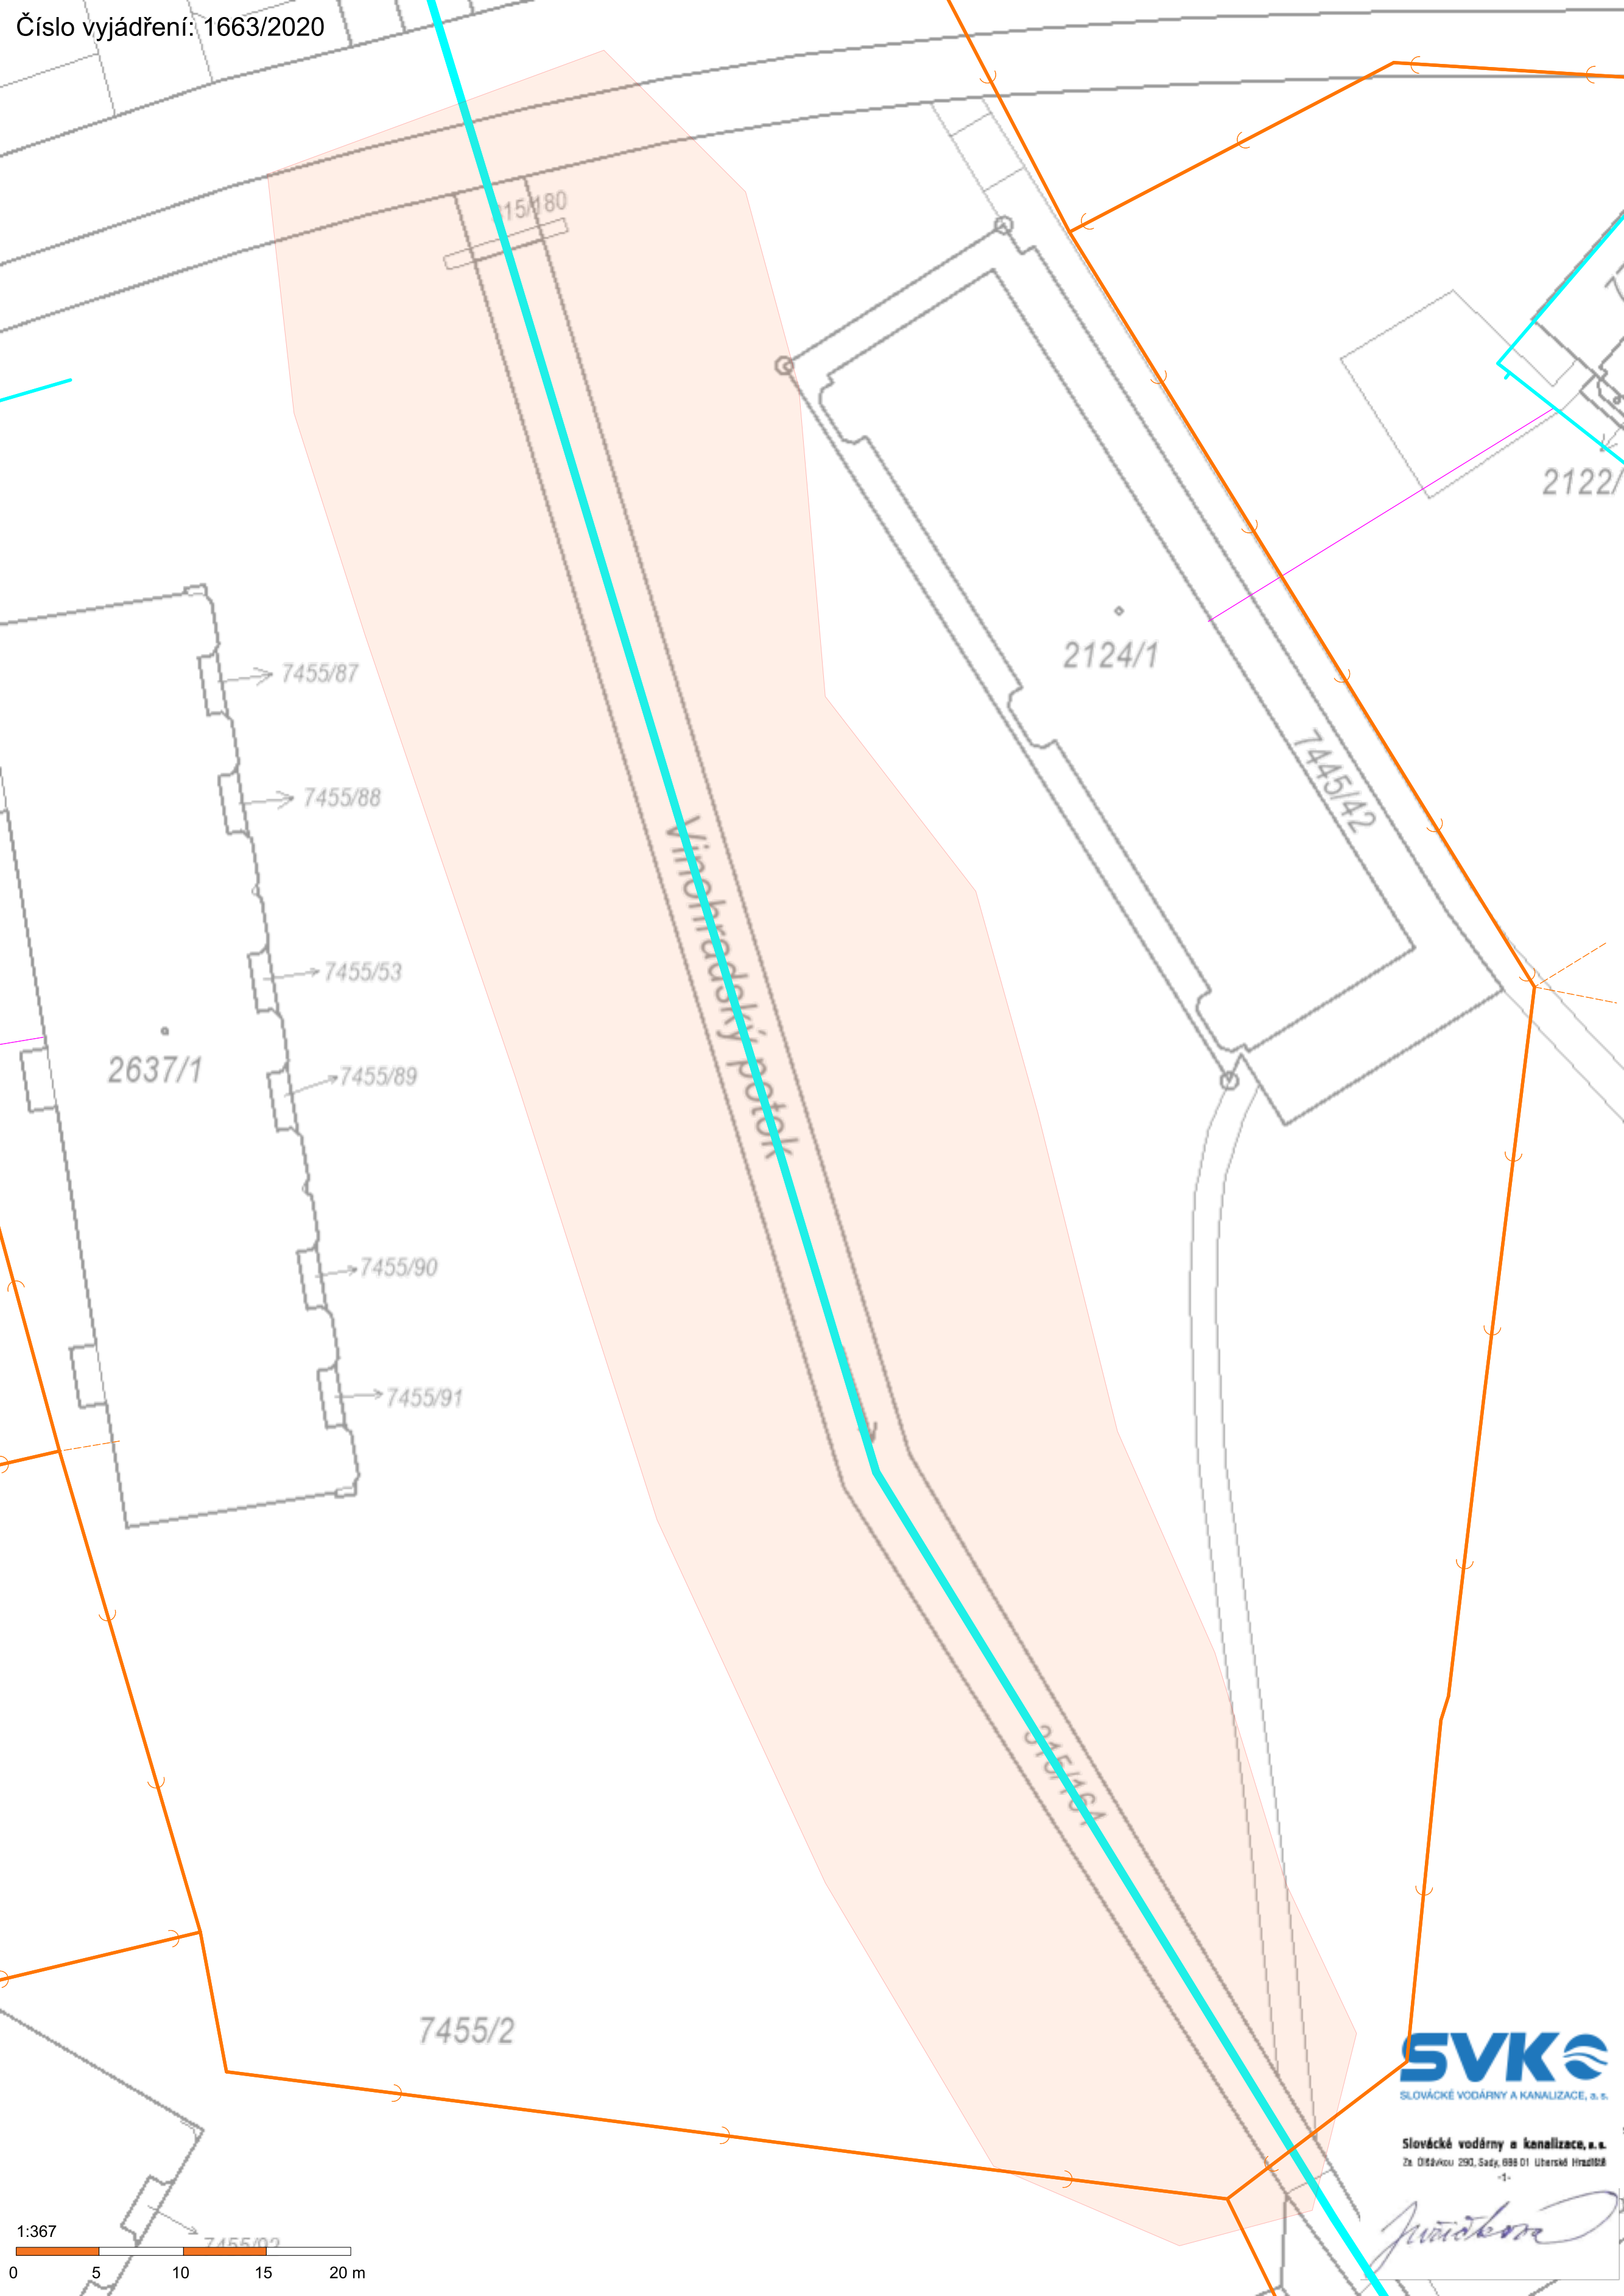 Číslo vyjádření: 1663/2020
315/180
2122/
2124/1
7455/87
7445/42
7455/88
Vinohradský potok
7455/53
2637/1
7455/89
7455/90
7455/91
315/164
7455/2
SVK
SLOVÁCKÉ VODÁRNY A KANALIZACE, a. s.
Slovácké vodárny a kanalizace, a.s.
Za Olšávkou 290, Sady, 686 01 Uherské Hradiště
-1-
7455/92
1:367
0 5 10 15 20 m